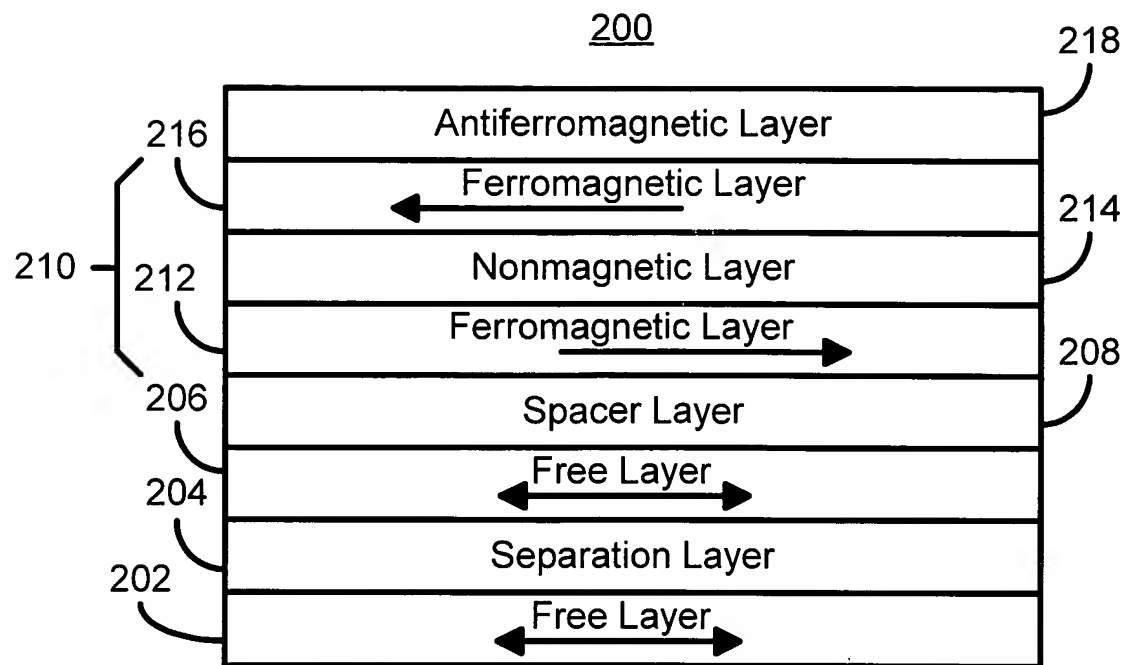 200
218
Antiferromagnetic Layer
216
Ferromagnetic Layer
214
210
Nonmagnetic Layer
212
Ferromagnetic Layer
208
206
Spacer Layer
Free Layer
204
Separation Layer
202
Free Layer